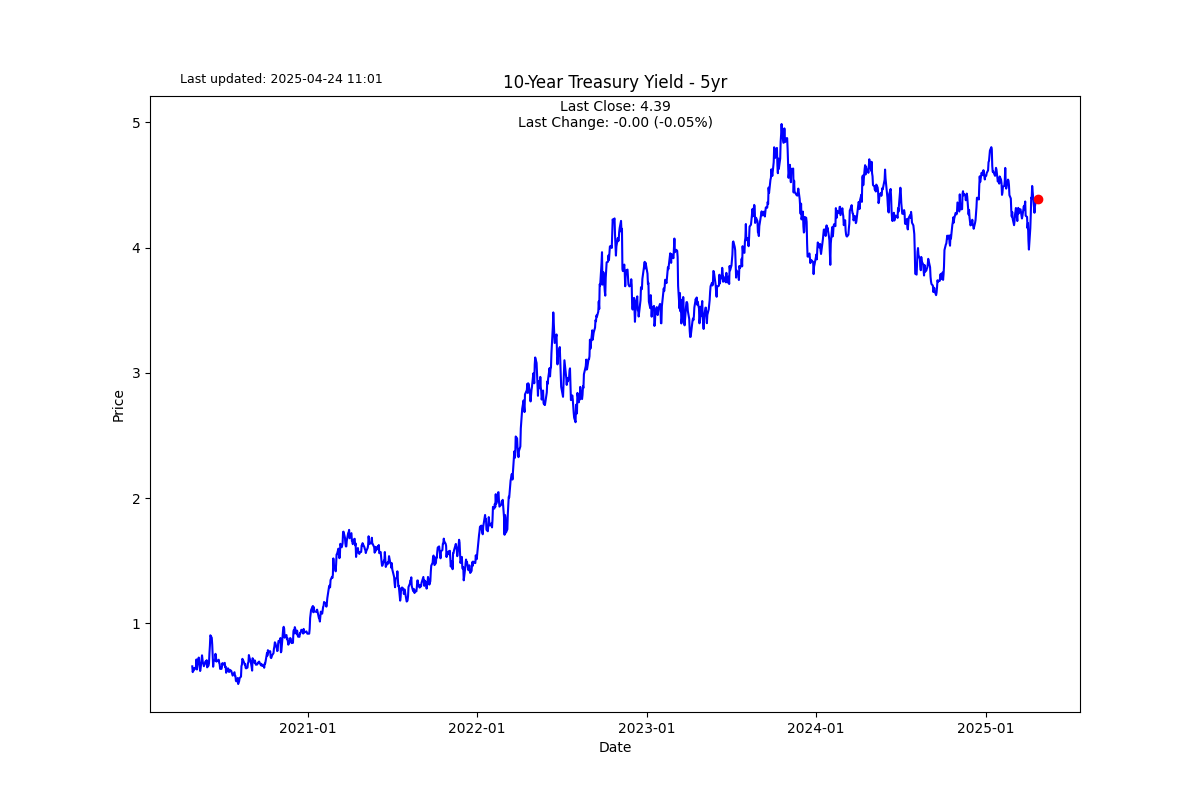 Last updated: 2025-04-24 11:01
10-Year Treasury Yield - 5yr
Last Close: 4.39
Last Change: -0.00 (-0.05%)
5
4
3
2
1
Price
2021-01
2022-01
2023-01
2024-01
2025-01
Date